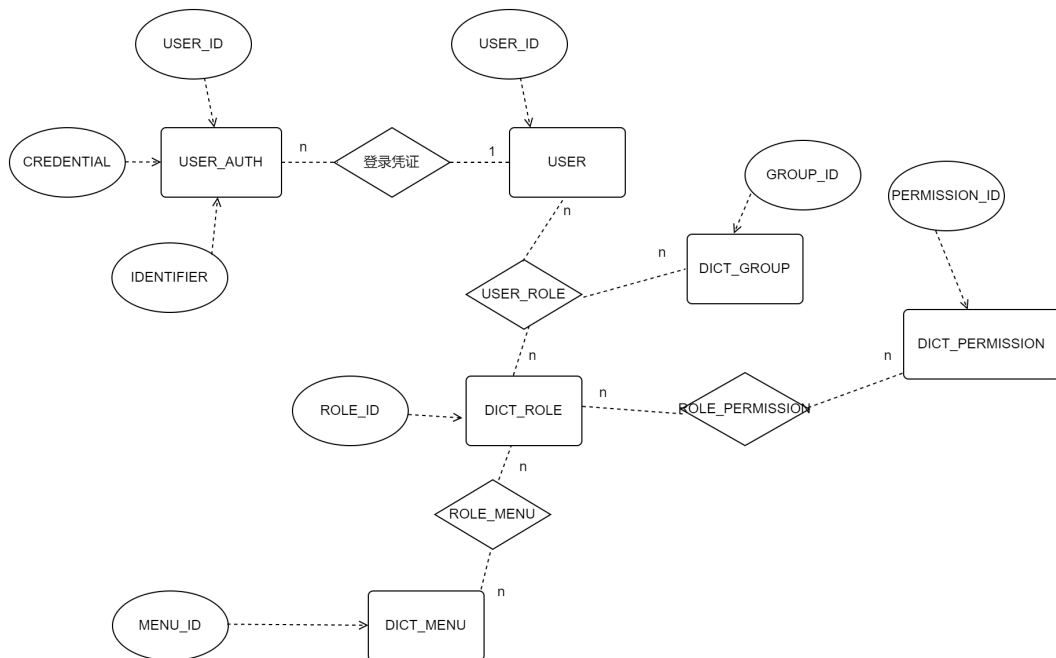 USER_ID
USER_ID
CREDENTIAL
USER_AUTH
n
登录凭证
1
USER
GROUP_ID
PERMISSION_ID
n
IDENTIFIER
n
DICT_GROUP
USER_ROLE
DICT_PERMISSION
n
n
ROLE_ID
DICT_ROLE
n
ROLE_PERMISSION
n
ROLE_MENU
n
MENU_ID
DICT_MENU